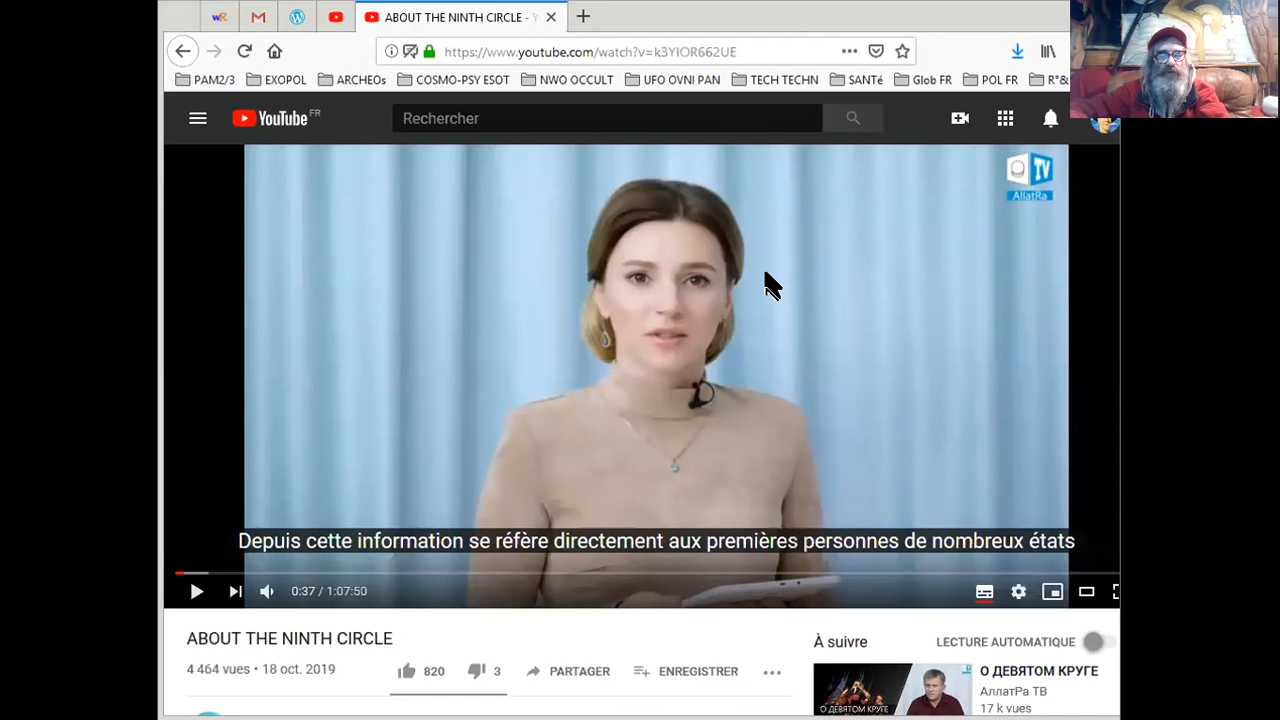 wR
ABOUT THE NINTH CIRCLE - Y
https://www.youtube.com/watch?v=k3YIOR662UE
PAM2/3
EXOPOL
ARCHEOs
COSMO-PSY ESOT
NWO OCCULT
UFO OVNI PAN
TECH TECHN
SANTé
Glob FR
POL FR
R°&
YouTube FR
Rechercher
TV
AllatRa
Depuis cette information se réfère directement aux premières personnes de nombreux états
0:37 / 1:07:50
ABOUT THE NINTH CIRCLE
4 464 vues • 18 oct. 2019
820
3
PARTAGER
ENREGISTRER
À suivre
LECTURE AUTOMATIQUE
О ДЕВЯТОМ КРУГЕ
О ДЕВЯТОМ КРУГЕ
АллатРа ТВ
17 k vues